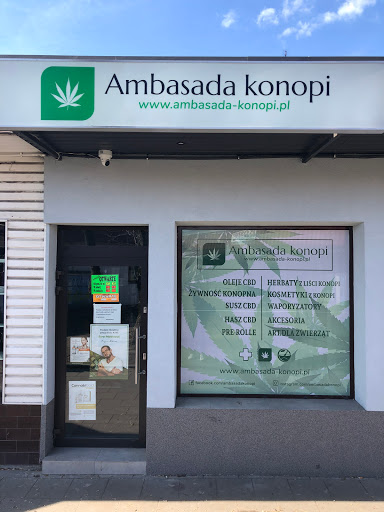 Ambasada konopi
www.ambasada-konopi.pl
Ambasada konopi
www.ambasada-konopi.pl
OLEJE CBD
ŻYWNOŚĆ KONOPNA
SUSZ CBD
HASZ CBD
PRE ROLLE
HERBATY Z LIŚCI KONOPI
KOSMETYKI Z KONOPI
WAPORYZATORY
AKCESORIA
ART. DLA ZWIERZĄT
www.ambasada-konopi.pl
OTWARTE